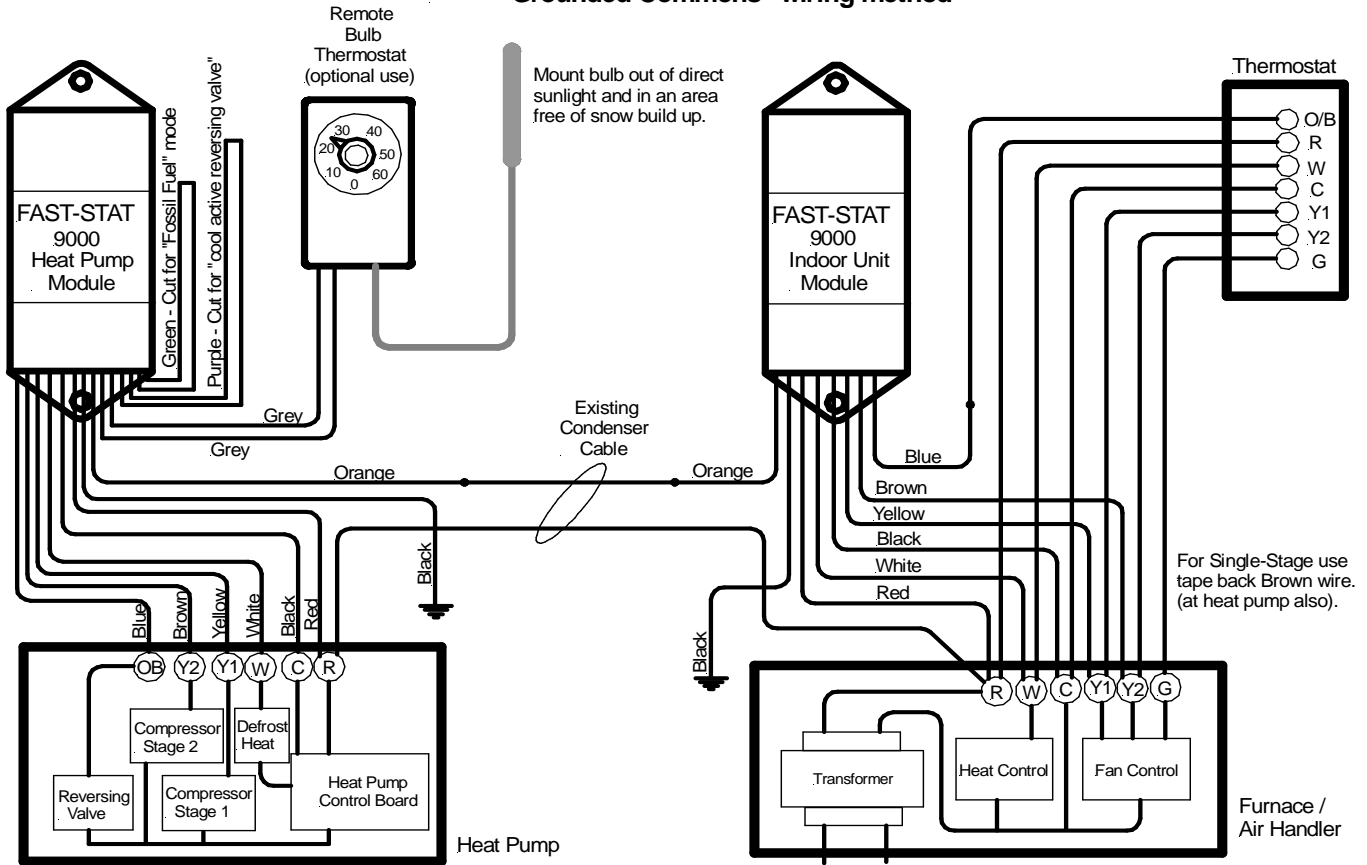 "Grounded Commons" wiring method
Remote
Bulb
Thermostat
(optional use)
30
40
20
50
10
60
0
Mount bulb out of direct
sunlight and in an area
free of snow build up.
FAST-STAT
9000
Heat Pump
Module
Green - Cut for "Fossil Fuel" mode
Purple - Cut for "cool active reversing valve"
Grey
Grey
Orange
Existing
Condenser
Cable
Orange
FAST-STAT
9000
Indoor Unit
Module
Thermostat
O/B
R
W
C
Y1
Y2
G
Blue
Brown
Yellow
Black
White
Red
For Single-Stage use
tape back Brown wire.
(at heat pump also).
Blue
Brown
Yellow
White
Black
Red
Black
Black
OB
Y2
Y1
W
C
R
Compressor
Stage 2
Defrost
Heat
Reversing
Valve
Compressor
Stage 1
Heat Pump
Control Board
Heat Pump
R
W
C
Y1
Y2
G
Transformer
Heat Control
Fan Control
Furnace /
Air Handler